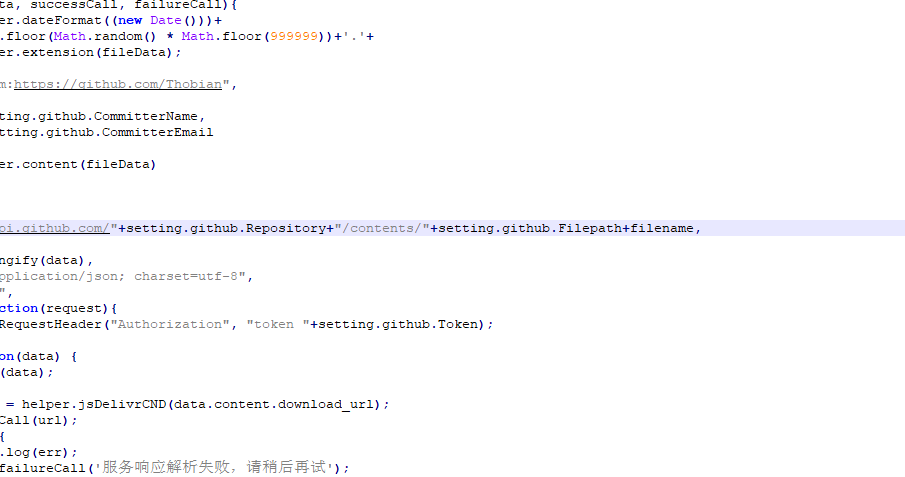 ta, successCall, failureCall){
er.dateFormat((new Date()))+
.floor(Math.random() * Math.floor(999999))+'.'+
er.extension(fileData);
m:https://github.com/Thobian",
ting.github.CommitterName,
tting.github.CommitterEmail
er.content(fileData)
pi.github.com/"+setting.github.Repository+"/contents/"+setting.github.Filepath+filename,
ngify(data),
pplication/json; charset=utf-8",
",
ction(request){
RequestHeader("Authorization", "token "+setting.github.Token);
on(data) {
(data);
= helper.jsDelivrCND(data.content.download_url);
Call(url);
{
.log(err);
failureCall('服务响应解析失败，请稍后再试');